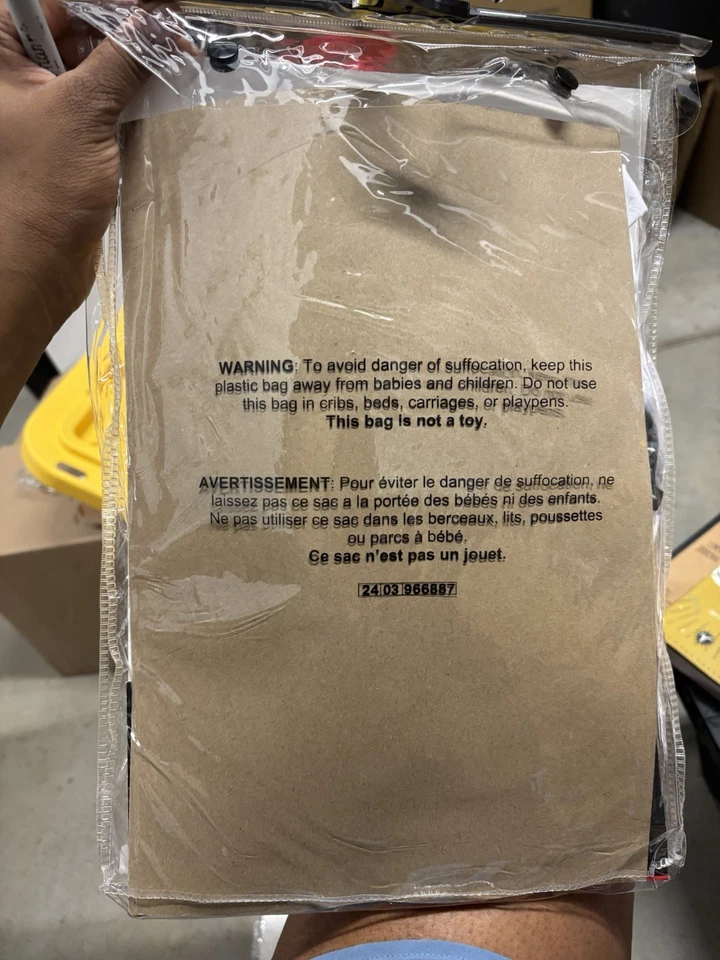 WARNING: To avoid danger of suffocation, keep this
plastic bag away from babies and children. Do not use
this bag in cribs, beds, carriages, or playpens.
This bag is not a toy.
AVERTISSEMENT: Pour éviter le danger de suffocation, ne
laissez pas ce sac a la portée des bébés ni des enfants.
Ne pas utiliser ce sac dans les berceaux, lits, poussettes
ou parcs à bébé.
Ce sac n'est pas un jouet.
24 03 966887